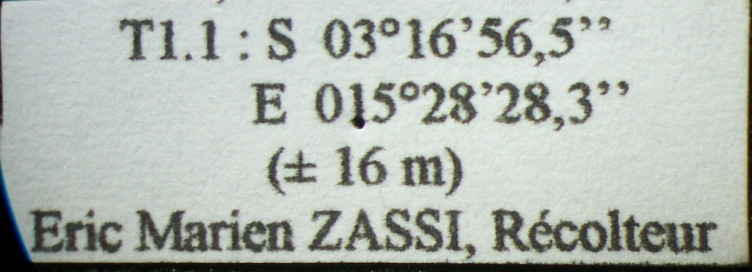 T1.1 : S 03°16’56,5’’
E 015°28’28,3’’
(± 16 m)
Eric Marien ZASSI, Récolteur